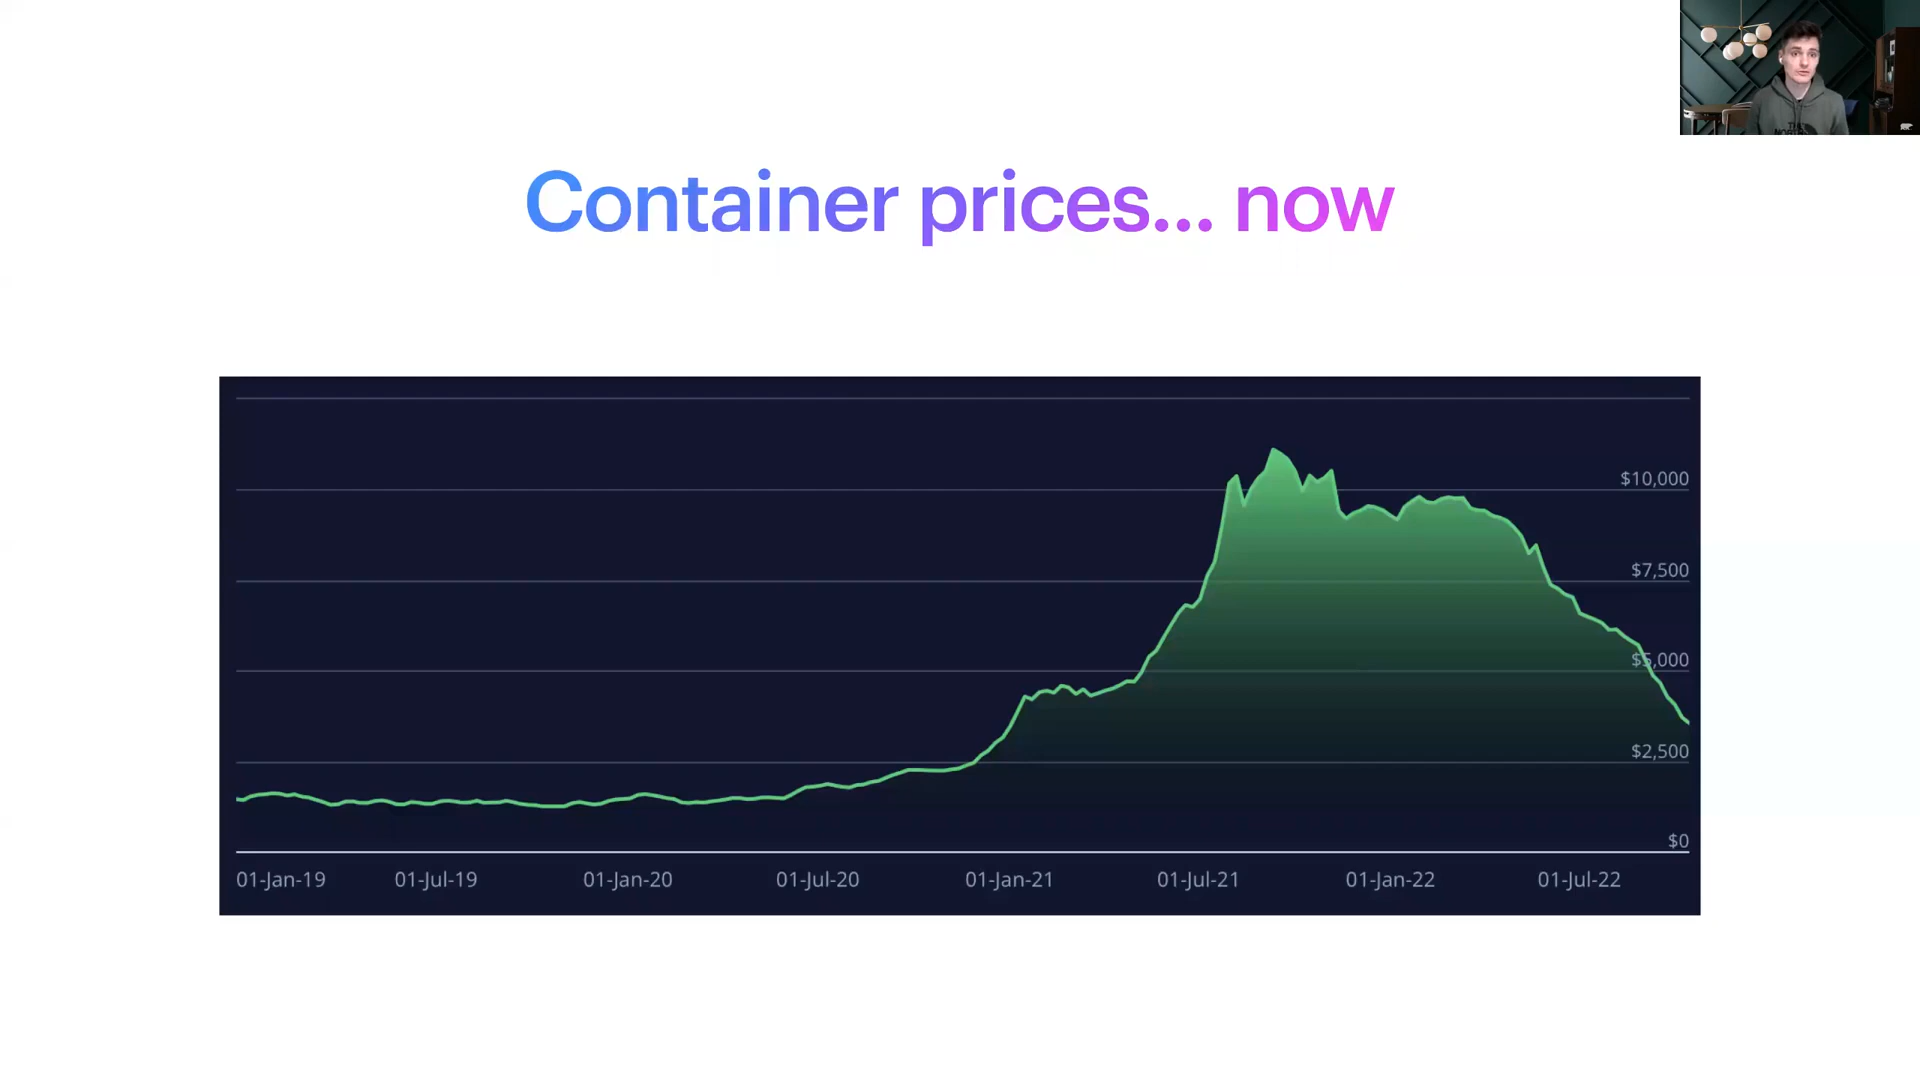 Container prices... now
$10,000
$7,500
$5,000
$2,500
$0
01-Jan-19 01-Jul-19 01-Jan-20 01-Jul-20 01-Jan-21 01-Jul-21 01-Jan-22 01-Jul-22
THE